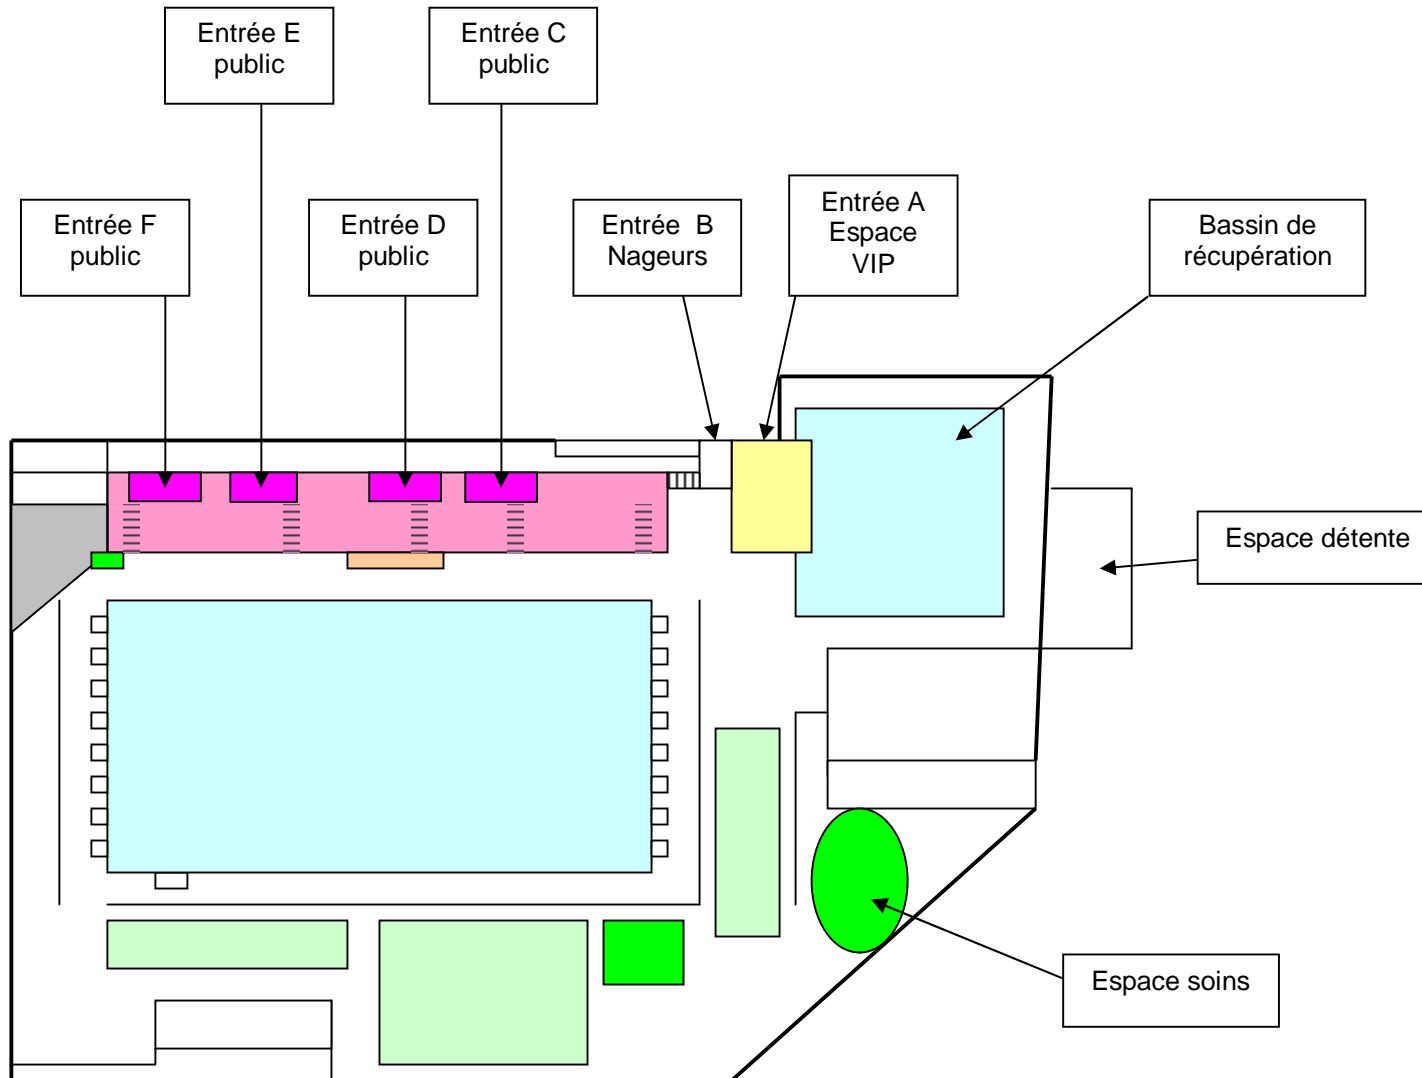 Entrée E
public
Entrée C
public
Entrée F
public
Entrée D
public
Entrée  B
Nageurs
Entrée A
Espace
VIP
Bassin de
récupération
Espace détente
Espace soins